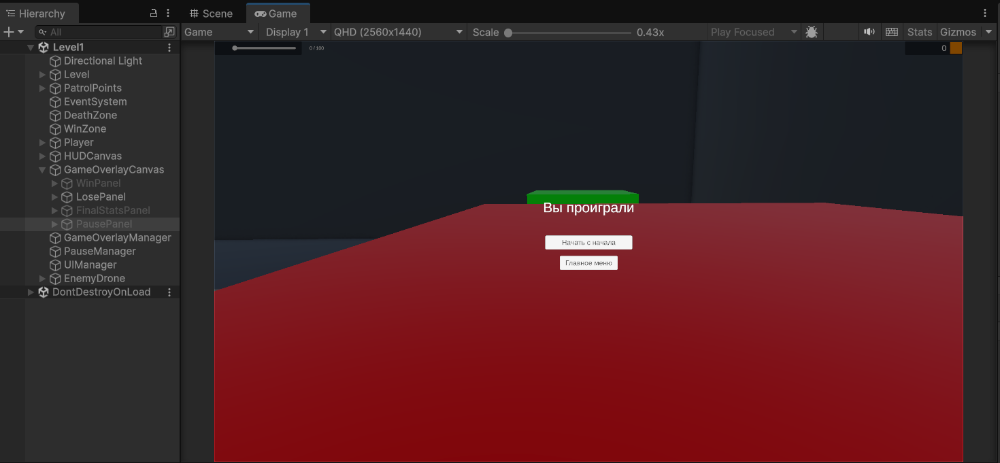 Hierarchy
Scene
Game
All
Game
Display 1
QHD (2560x1440)
Scale
0.43x
Play Focused
Stats
Gizmos
Level1
Directional Light
Level
PatrolPoints
EventSystem
DeathZone
WinZone
Player
HUDCanvas
GameOverlayCanvas
WinPanel
LosePanel
FinalStatsPanel
PausePanel
GameOverlayManager
PauseManager
UIManager
EnemyDrone
DontDestroyOnLoad
0 / 100
0
Вы проиграли
Начать с начала
Главное меню